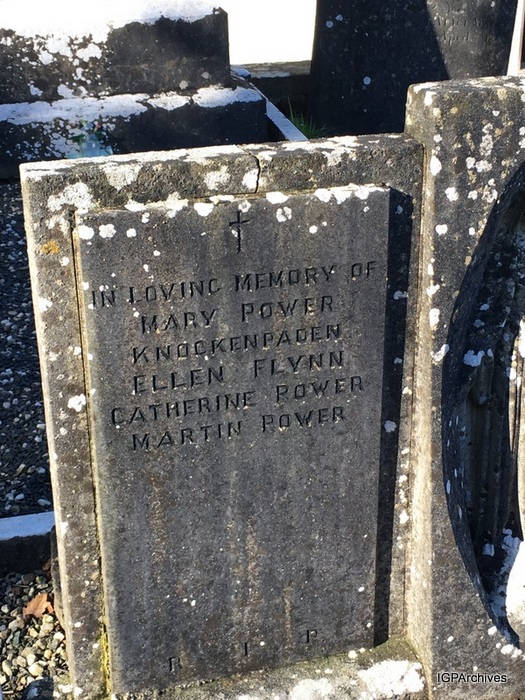 IN LOVING MEMORY OF
MARY POWER
KNOCKENPADEN
ELLEN FLYNN
CATHERINE POWER
MARTIN POWER
R I P
IGPArchives